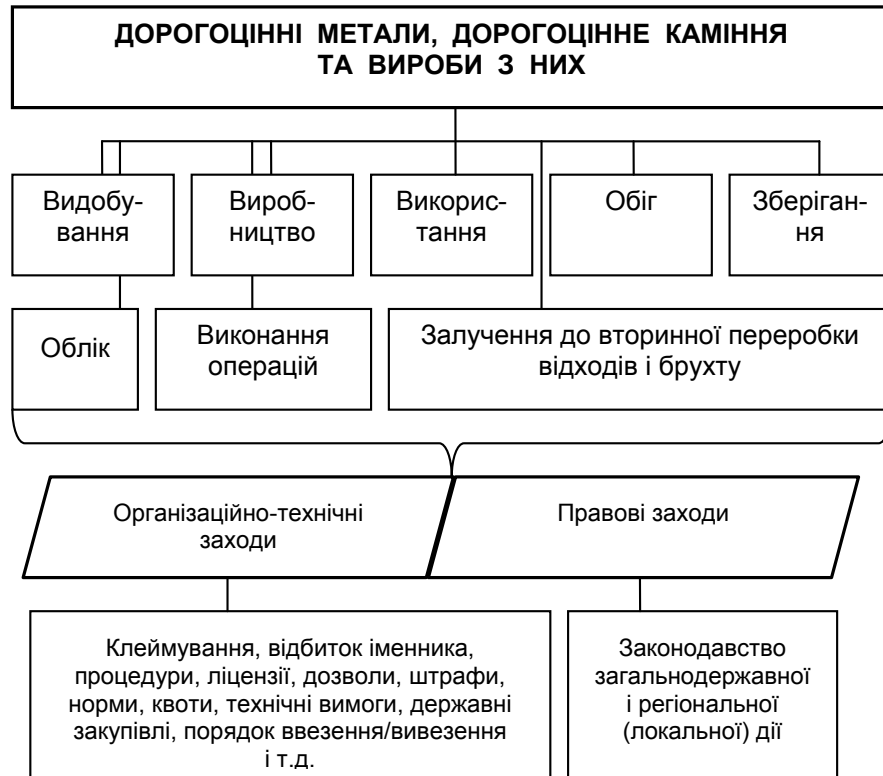 ДОРОГОЦІННІ МЕТАЛИ, ДОРОГОЦІННЕ КАМІННЯ
ТА ВИРОБИ З НИХ
Видобу-
вання
Вироб-
ництво
Викорис-
тання
Обіг
Зберіган-
ня
Облік
Виконання
операцій
Залучення до вторинної переробки
відходів і брухту
Організаційно-технічні
заходи
Правові заходи
Клеймування, відбиток іменника,
процедури, ліцензії, дозволи, штрафи,
норми, квоти, технічні вимоги, державні
закупівлі, порядок ввезення/вивезення
і т.д.
Законодавство
загальнодержавної
і регіональної
(локальної) дії